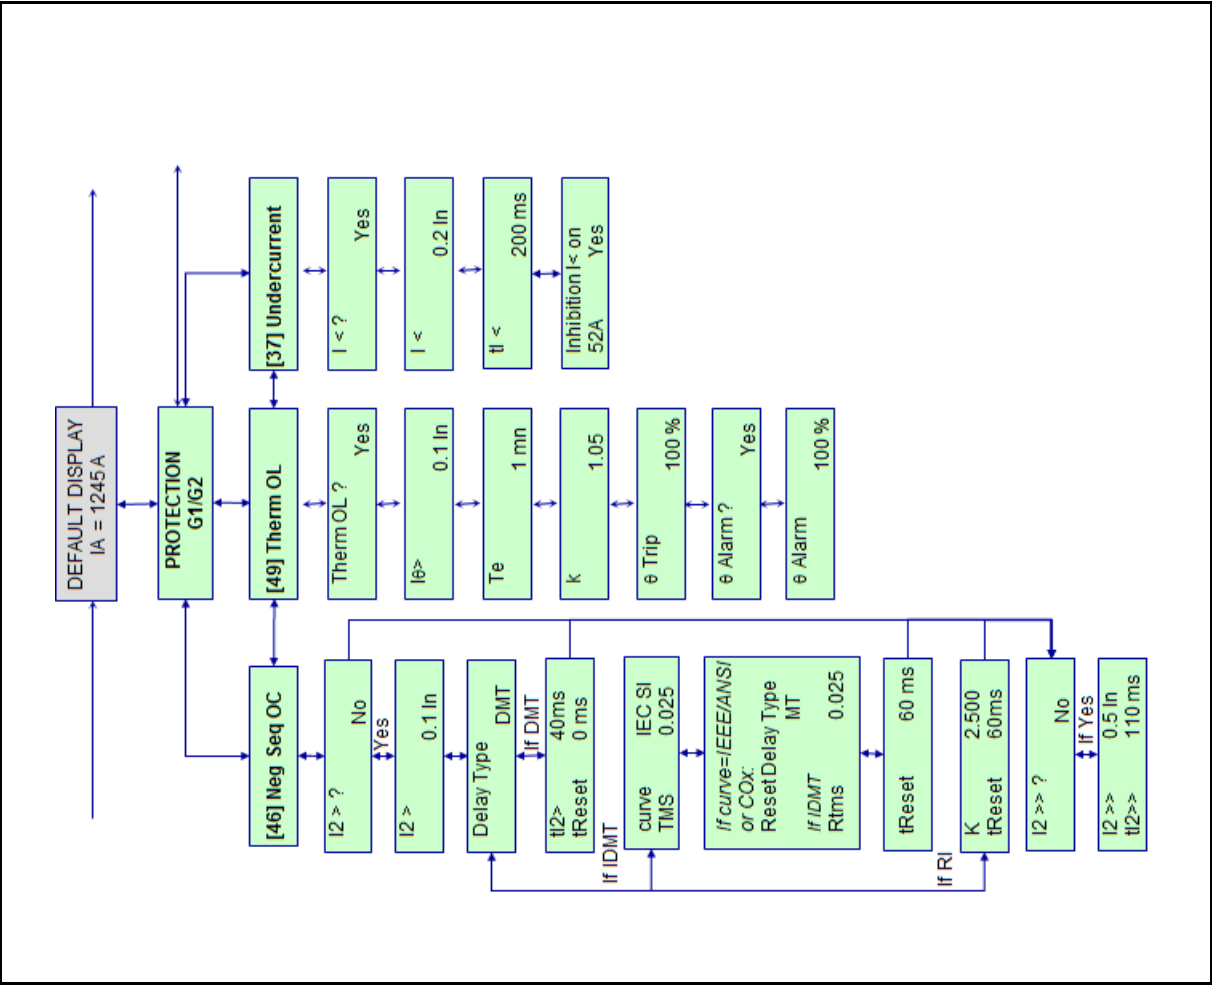 DEFAULT DISPLAY
IA = 1245 A
PROTECTION
G1/G2
[46] Neg Seq OC
I2 > ? No
Yes
I2 > 0.1 In
Delay Type
DMT
If DMT
tI2> 40ms
tReset 0 ms
If IDMT
curve IEC SI
TMS 0.025
If curve=IEEE/ANSI
or COx:
Reset Delay Type
MT
If IDMT
Rtms 0.025
tReset 60 ms
If RI
K 2.500
tReset 60ms
I2 >> ?
No
If Yes
I2 >> 0.5 In
tI2>> 110 ms
[49] Therm OL
Therm OL ?
Yes
Iθ>
0.1 In
Te
1 mn
k
1.05
θ Trip
100 %
θ Alarm ?
Yes
θ Alarm
100 %
[37] Undercurrent
I < ?
Yes
I <
0.2 In
tI <
200 ms
Inhibition I< on
52A Yes